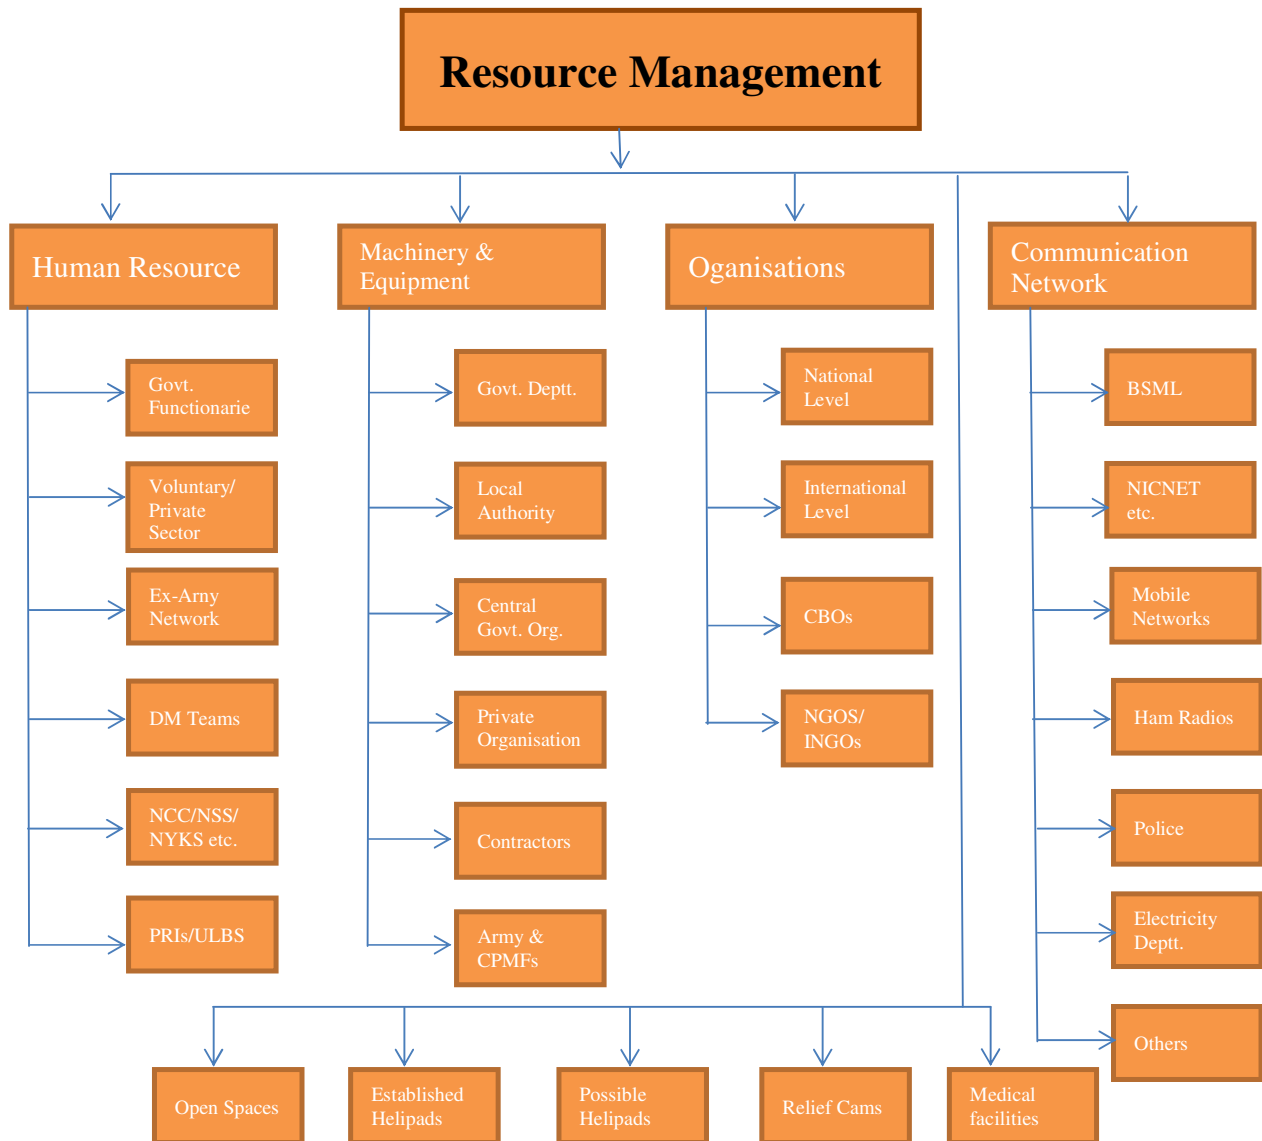 Resource Management
Human Resource
Machinery &
Equipment
Oganisations
Communication
Network
Govt.
Functionarie
Voluntary/
Private
Sector
Ex-Arny
Network
DM Teams
NCC/NSS/
NYKS etc.
PRIs/ULBS
Govt. Deptt.
Local
Authority
Central
Govt. Org.
Private
Organisation
Contractors
Army &
CPMFs
National
Level
International
Level
CBOs
NGOS/
INGOs
BSML
NICNET
etc.
Mobile
Networks
Ham Radios
Police
Electricity
Deptt.
Others
Open Spaces
Established
Helipads
Possible
Helipads
Relief Cams
Medical
facilities